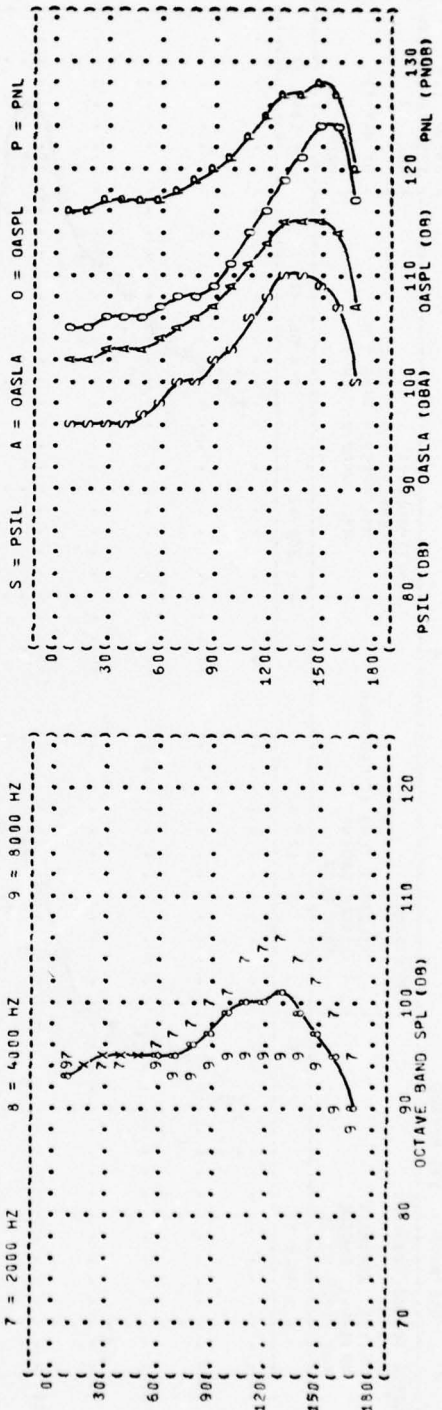 7 = 2000 HZ 8 = 4000 HZ 9 = 8000 HZ
0
30
60
90
120
150
180
70 80 90 100 110 120
OCTAVE BAND SPL (DB)
S = PSIL A = OASLA O = OASPL P = PNL
0
30
60
90
120
150
180
80 90 100 110 120 130
PSIL (DB) OASLA (DBA) OASPL (DB) PNL (PNDB)